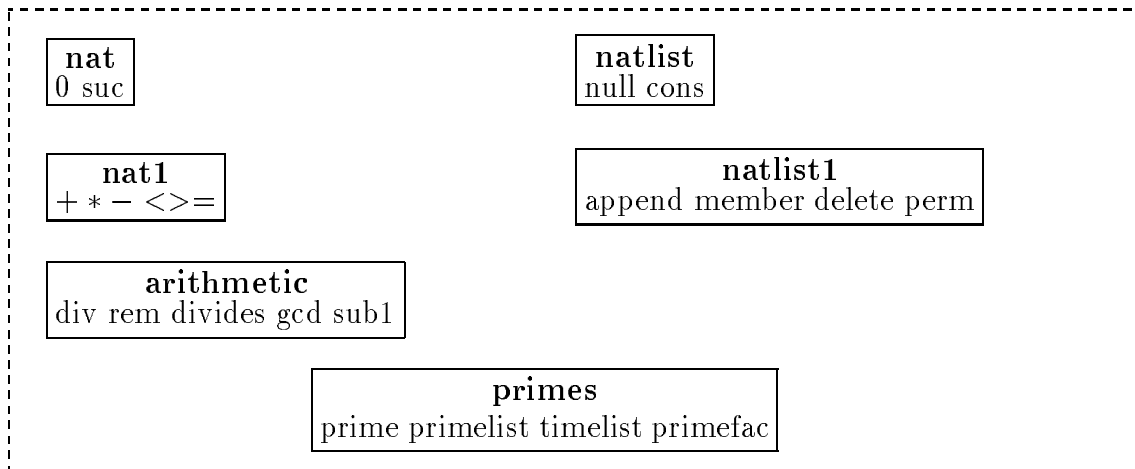 nat
0 suc
natlist
null cons
nat1
+ * − <>=
natlist1
append member delete perm
arithmetic
div rem divides gcd sub1
primes
prime primelist timelist primefac